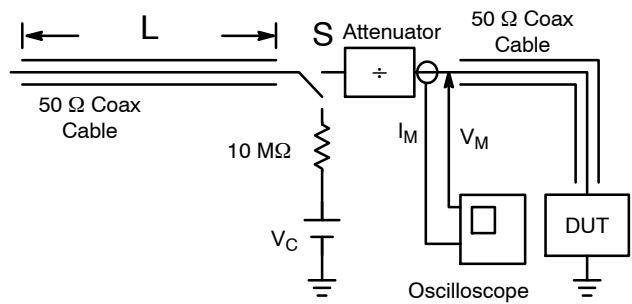 L
S
Attenuator
÷
50 Ω Coax
Cable
50 Ω Coax
Cable
10 MΩ
I_M
V_M
V_C
DUT
Oscilloscope